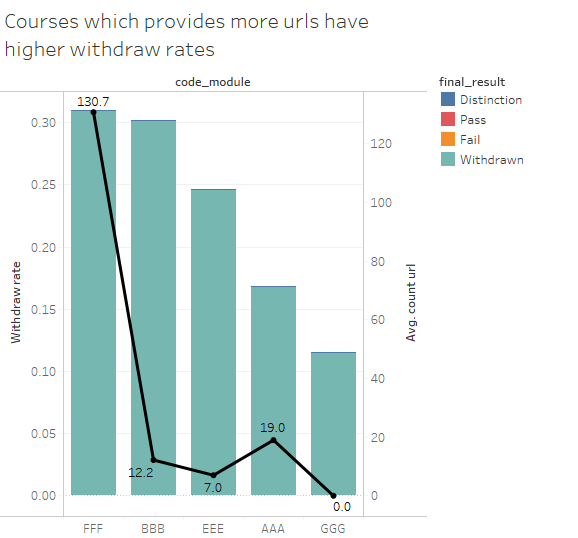 Courses which provides more urls have
higher withdraw rates
code_module
final_result
Distinction
Pass
Fail
Withdrawn
Withdraw rate
0.30
0.25
0.20
0.15
0.10
0.05
0.00
130.7
12.2
7.0
19.0
0.0
120
100
80
60
40
20
0
Avg. count url
FFF BBB EEE AAA GGG